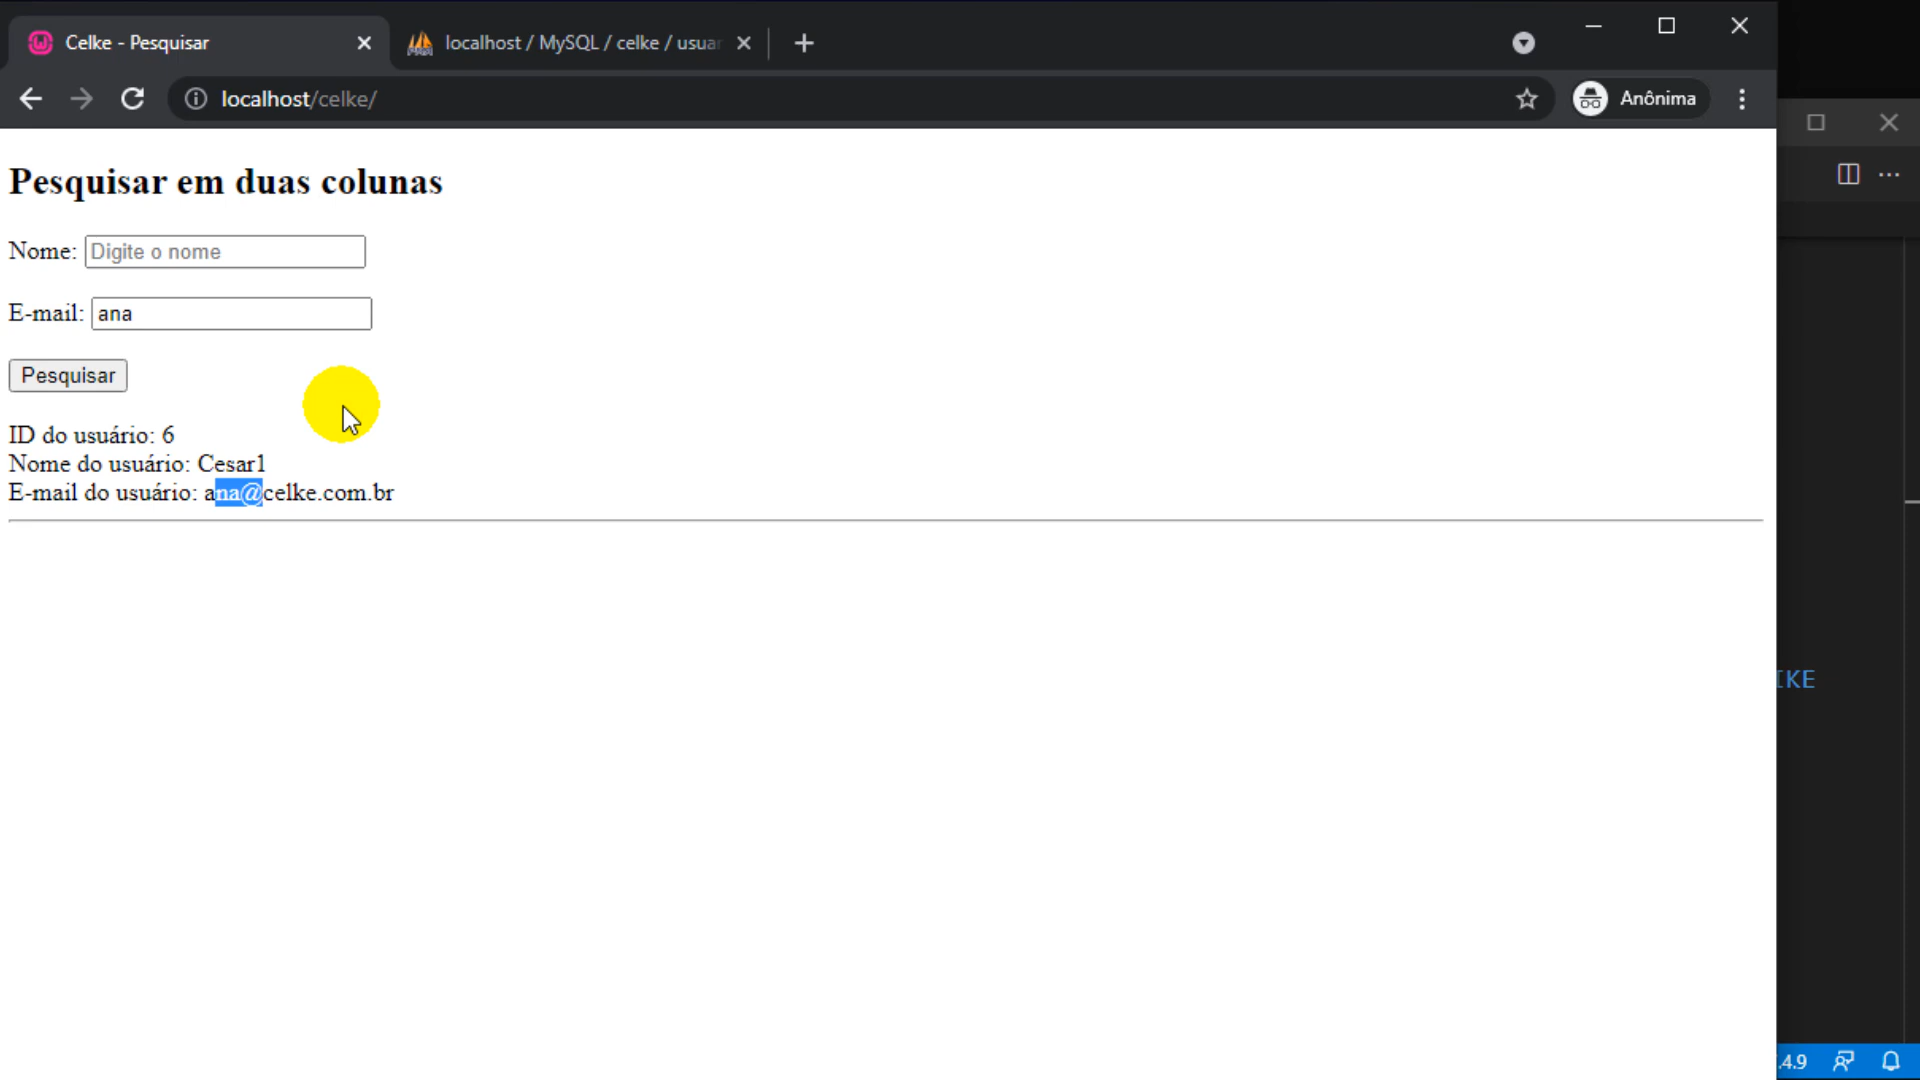 Celke - Pesquisar
localhost / MySQL / celke / usuar
localhost/celke/
Anônima
Pesquisar em duas colunas
Nome: Digite o nome
E-mail: ana
Pesquisar
ID do usuário: 6
Nome do usuário: Cesar1
E-mail do usuário: ana@celke.com.br
IKE
.4.9